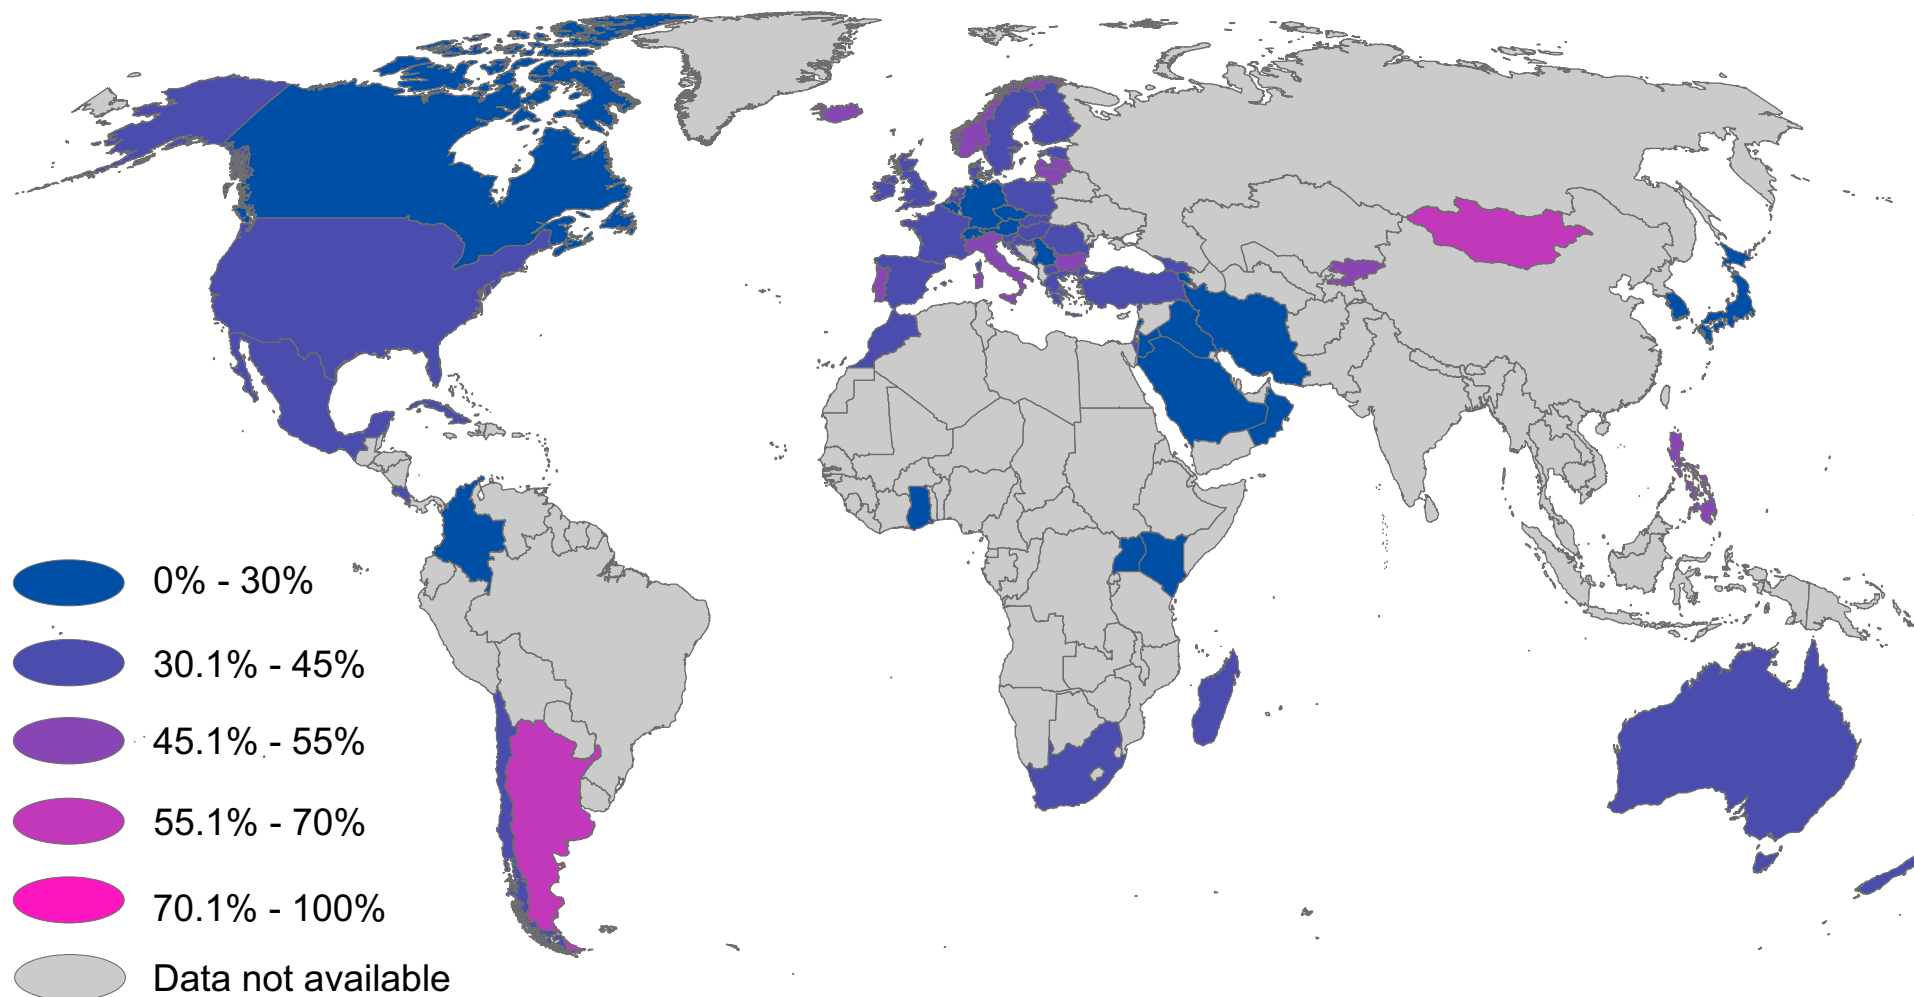 0% - 30%
30.1% - 45%
45.1% - 55%
55.1% - 70%
70.1% - 100%
Data not available